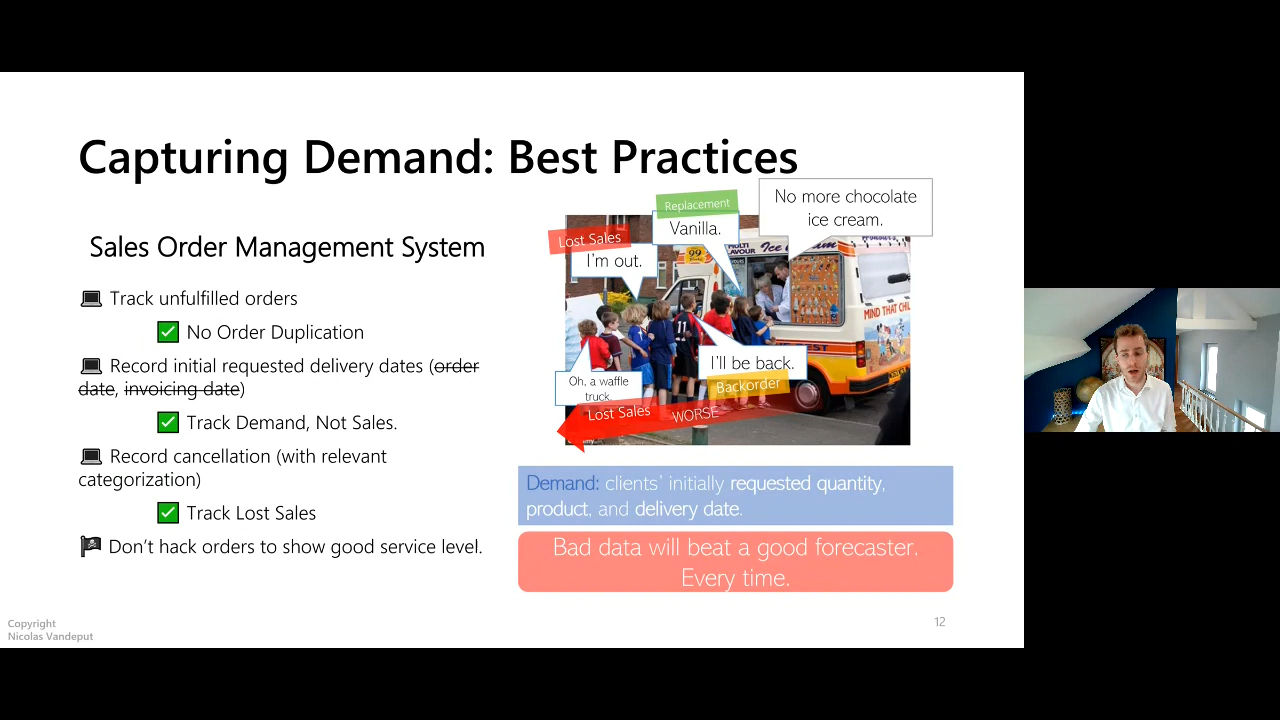 Capturing Demand: Best Practices
Sales Order Management System
💻 Track unfulfilled orders
✅ No Order Duplication
💻 Record initial requested delivery dates (order
date, invoicing date)
✅ Track Demand, Not Sales.
💻 Record cancellation (with relevant
categorization)
✅ Track Lost Sales
🏴‍☠️ Don’t hack orders to show good service level.
No more chocolate
ice cream.
Replacement
Vanilla.
Lost Sales
I’m out.
99
MIND THAT
I’ll be back.
Backorder
Oh, a waffle
truck.
Lost Sales
WORSE
Demand: clients’ initially requested quantity,
product, and delivery date.
Bad data will beat a good forecaster.
Every time.
Copyright
Nicolas Vandeput
12